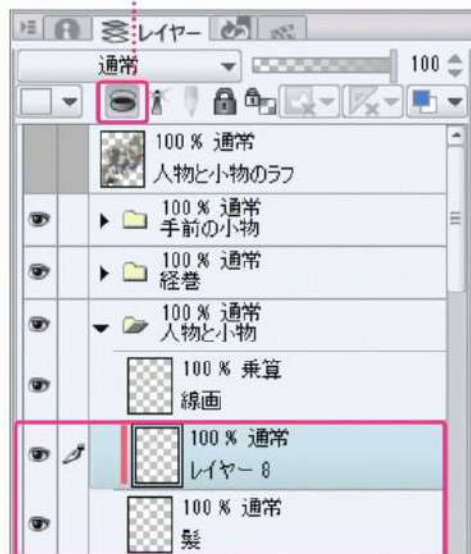 レイヤー
通常
100
100 % 通常
人物と小物のラフ
100 % 通常
手前の小物
100 % 通常
経巻
100 % 通常
人物と小物
100 % 乗算
線画
100 % 通常
レイヤー 8
100 % 通常
髪